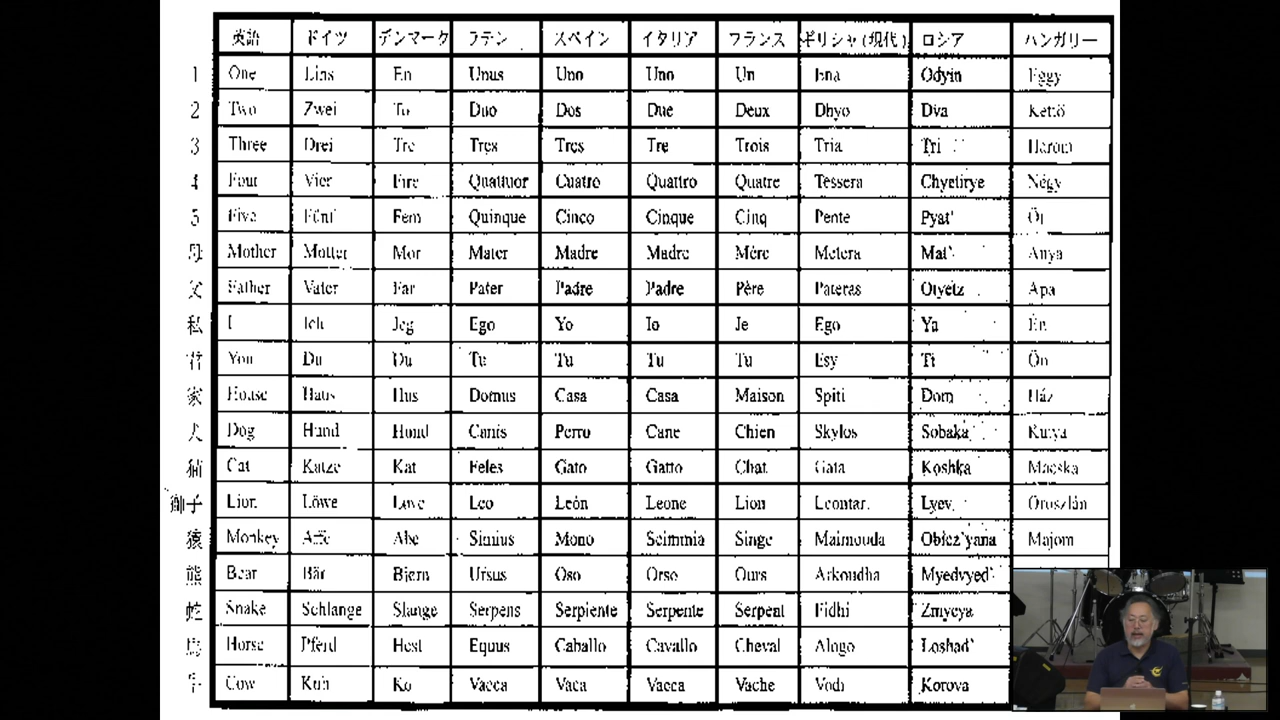 英語 ドイツ デンマーク ラテン スペイン イタリア フランス ギリシャ(現代) ロシア ハンガリー
1 One En Unus Uno Uno Un Ena Odyin Eggy
2 Two Zwei To Duo Dos Due Deux Dhyo Dva Kettö
3 Three Drei Tre Tres Tres Tre Trois Tria Tri Harom
4 Four Vier Fire Quattuor Cuatro Quattro Quatre Tessera Chyetirye Négy
5 Five Fünf Fem Quinque Cinco Cinque Cinq Pente Pyat' Öt
母 Mother Mutter Mor Mater Madre Madre Mère Metera Mat' Anya
父 Father Vater Far Pater Padre Padre Père Pateras Otyetz Apa
私 I Ich Jeg Ego Yo Io Je Ego Ya Én
君 You Du Du Tu Tu Tu Tu Esy Ti Ön
家 House Haus Hus Domus Casa Casa Maison Spiti Dom Ház
犬 Dog Hund Hund Canis Perro Cane Chien Skylos Sobaka Kutya
猫 Cat Katze Kat Feles Gato Gatto Chat Gata Koshka Macska
獅子 Lion Löwe Løve Leo León Leone Lion Leontari Lyev Oroszlán
猿 Monkey Affe Abe Simius Mono Scimmia Singe Maimouda Oblez'yana Majom
熊 Bear Bär Bjørn Ursus Oso Orso Ours Arkoudha Myedvyed'
蛇 Snake Schlange Slange Serpens Serpiente Serpente Serpent Fidhi Zmyeya
馬 Horse Pferd Hest Equus Caballo Cavallo Cheval Alogo Loshad'
牛 Cow Kuh Ko Vacca Vaca Vacca Vache Vodi Korova